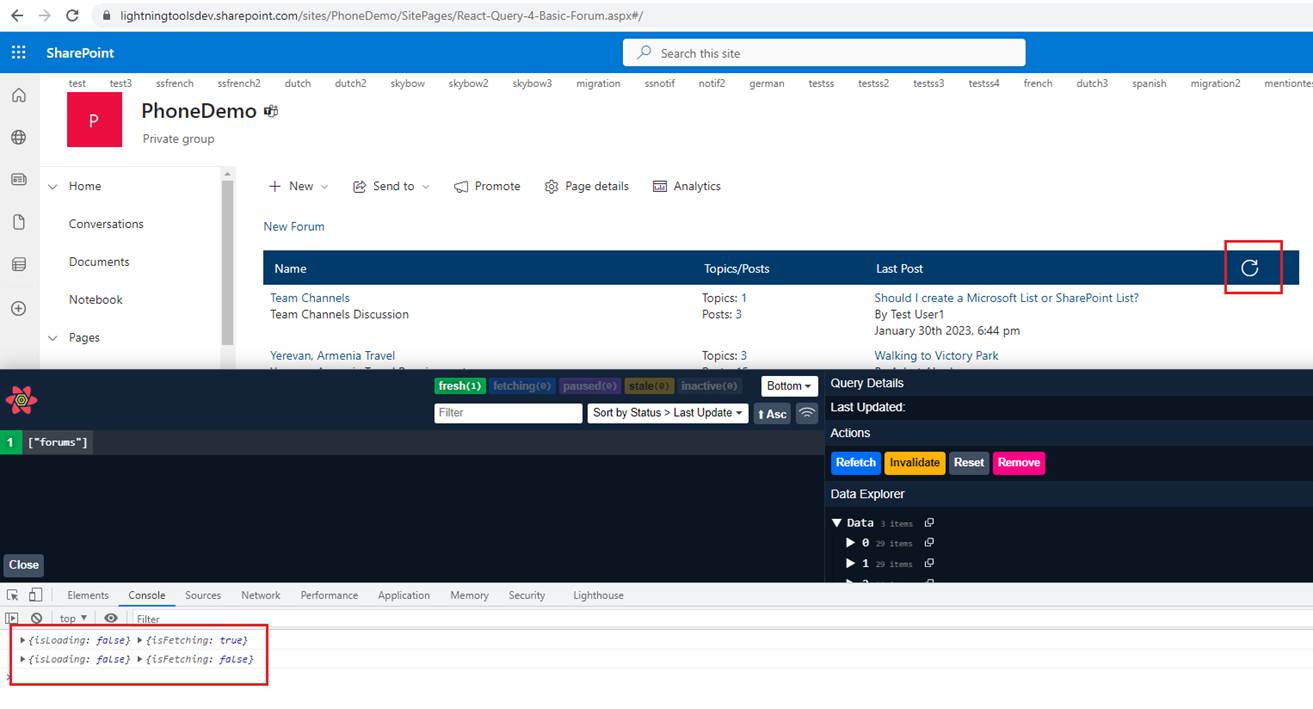 lightningtoolsdev.sharepoint.com/sites/PhoneDemo/SitePages/React-Query-4-Basic-Forum.aspx#/
SharePoint
Search this site
test test3 ssfrench ssfrench2 dutch dutch2 skybow skybow2 skybow3 migration ssnotif notif2 german testss testss2 testss3 testss4 french dutch3 spanish migration2 mentiontes
P
PhoneDemo
Private group
Home
Conversations
Documents
Notebook
Pages
New Send to Promote Page details Analytics
New Forum
Name Topics/Posts Last Post
Team Channels Topics: 1 Should I create a Microsoft List or SharePoint List?
Team Channels Discussion Posts: 3 By Test User1
January 30th 2023, 6:44 pm
Yerevan, Armenia Travel Topics: 3 Walking to Victory Park
fresh(1) fetching(0) paused(0) stale(0) inactive(0) Bottom
Filter Sort by Status > Last Update ⬆ Asc
1 ["forums"]
Close
Query Details
Last Updated:
Actions
Refetch Invalidate Reset Remove
Data Explorer
▼ Data 3 items
▶ 0 29 items
▶ 1 29 items
Elements Console Sources Network Performance Application Memory Security Lighthouse
top ▼ Filter
▶ {isLoading: false} ▶ {isFetching: true}
▶ {isLoading: false} ▶ {isFetching: false}